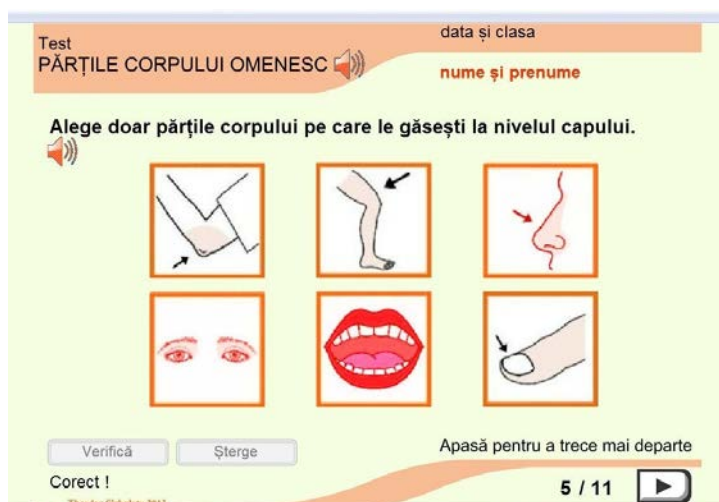 Test
PĂRȚILE CORPULUI OMENESC
data și clasa
nume și prenume
Alege doar părțile corpului pe care le găsești la nivelul capului.
Verifică
Șterge
Apasă pentru a trece mai departe
Corect !
5 / 11